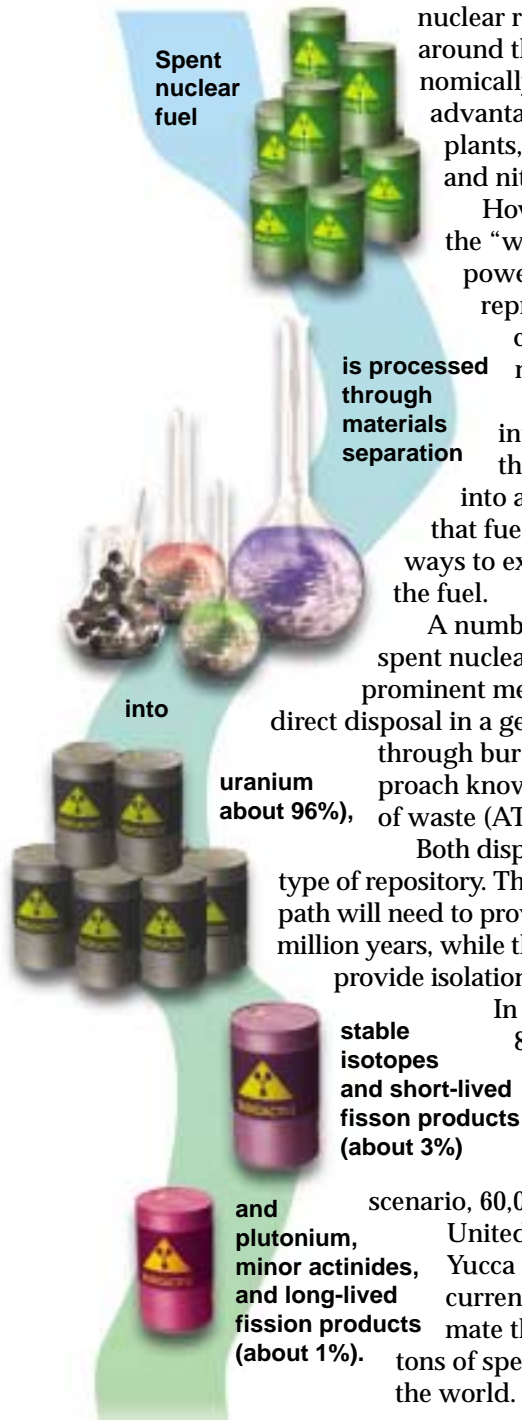 Spent
nuclear
fuel
is processed
through
materials
separation
into
uranium
about 96%),
stable
isotopes
and short-lived
fisson products
(about 3%)
and
plutonium,
minor actinides,
and long-lived
fission products
(about 1%).
nuclear r
around th
nomically
advanta
plants,
and nit
How
the “w
powe
repr
o
r
in
th
into a
that fue
ways to ex
the fuel.
A numb
spent nuclea
prominent me
direct disposal in a ge
through bur
proach know
of waste (AT
Both disp
type of repository. Th
path will need to prov
million years, while th
provide isolation
In
8
scenario, 60,0
United
Yucca
curren
mate th
tons of spe
the world.